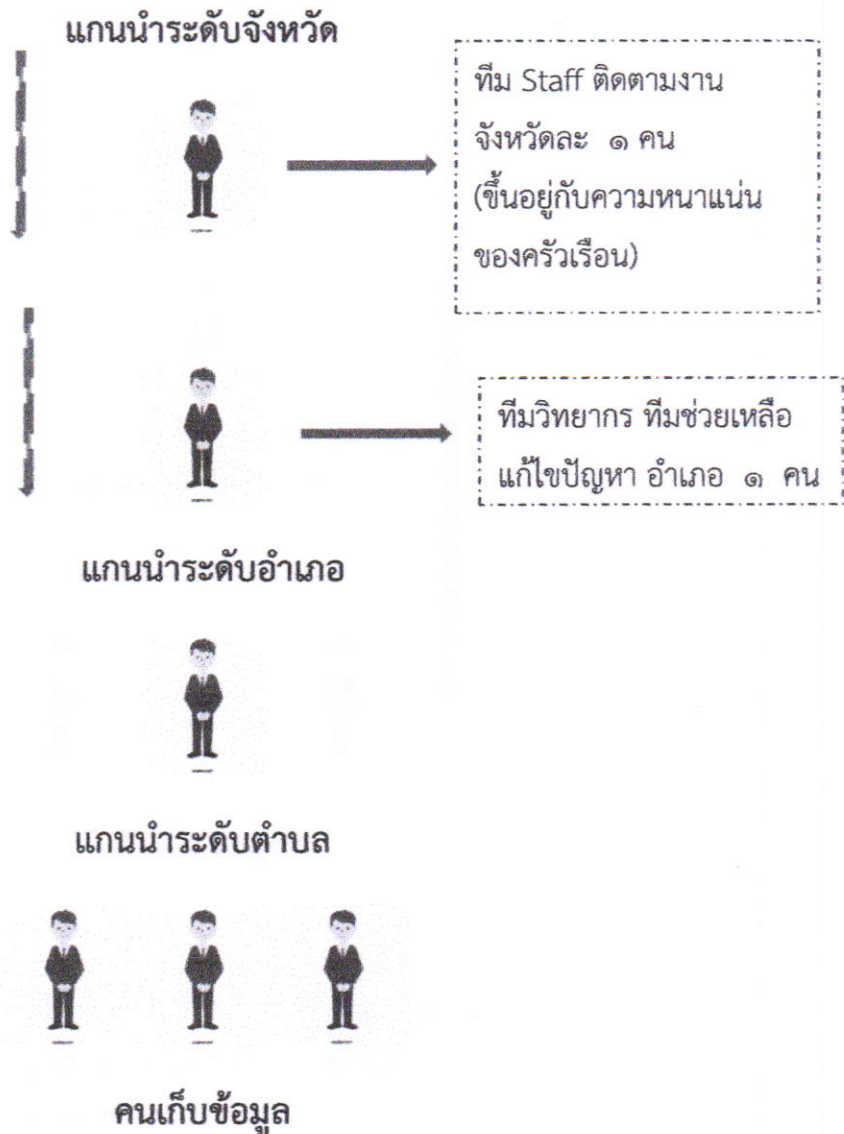 แกนนำระดับจังหวัด
ทีม Staff ติดตามงาน
จังหวัดละ ๑ คน
(ขึ้นอยู่กับความหนาแน่น
ของครัวเรือน)
ทีมวิทยากร ทีมช่วยเหลือ
แก้ไขปัญหา อำเภอ ๑ คน
แกนนำระดับอำเภอ
แกนนำระดับตำบล
คนเก็บข้อมูล